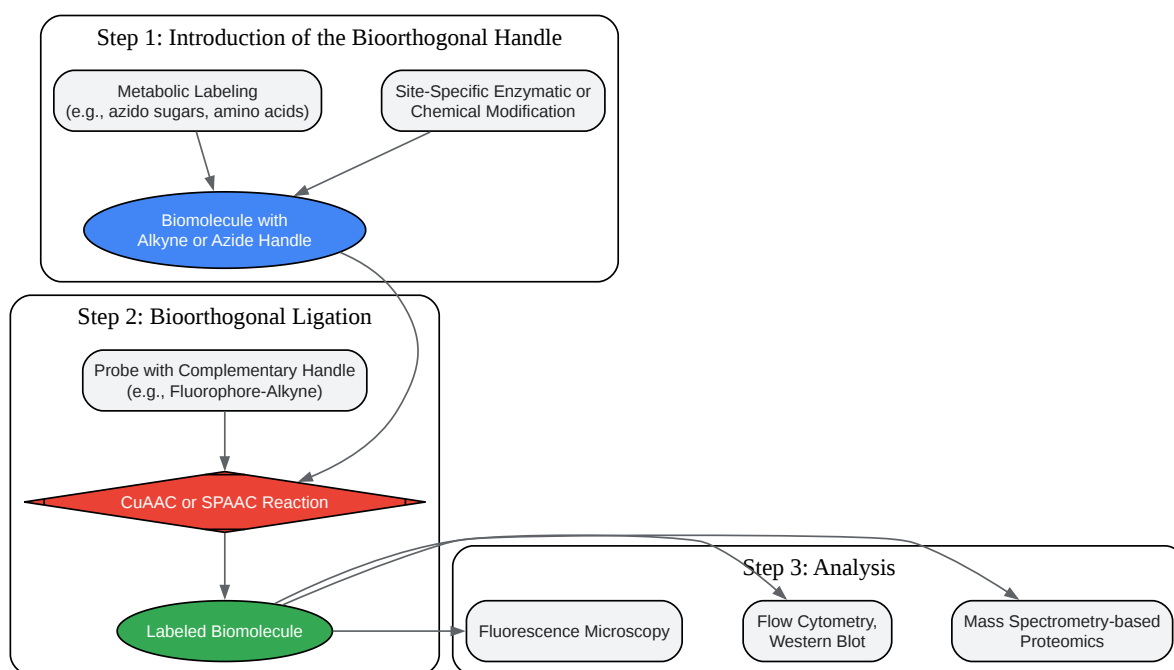 Step 1: Introduction of the Bioorthogonal Handle
Metabolic Labeling
(e.g., azido sugars, amino acids)
Site-Specific Enzymatic or
Chemical Modification
Biomolecule with
Alkyne or Azide Handle
Step 2: Bioorthogonal Ligation
Probe with Complementary Handle
(e.g., Fluorophore-Alkyne)
CuAAC or SPAAC Reaction
Labeled Biomolecule
Step 3: Analysis
Fluorescence Microscopy
Flow Cytometry,
Western Blot
Mass Spectrometry-based
Proteomics